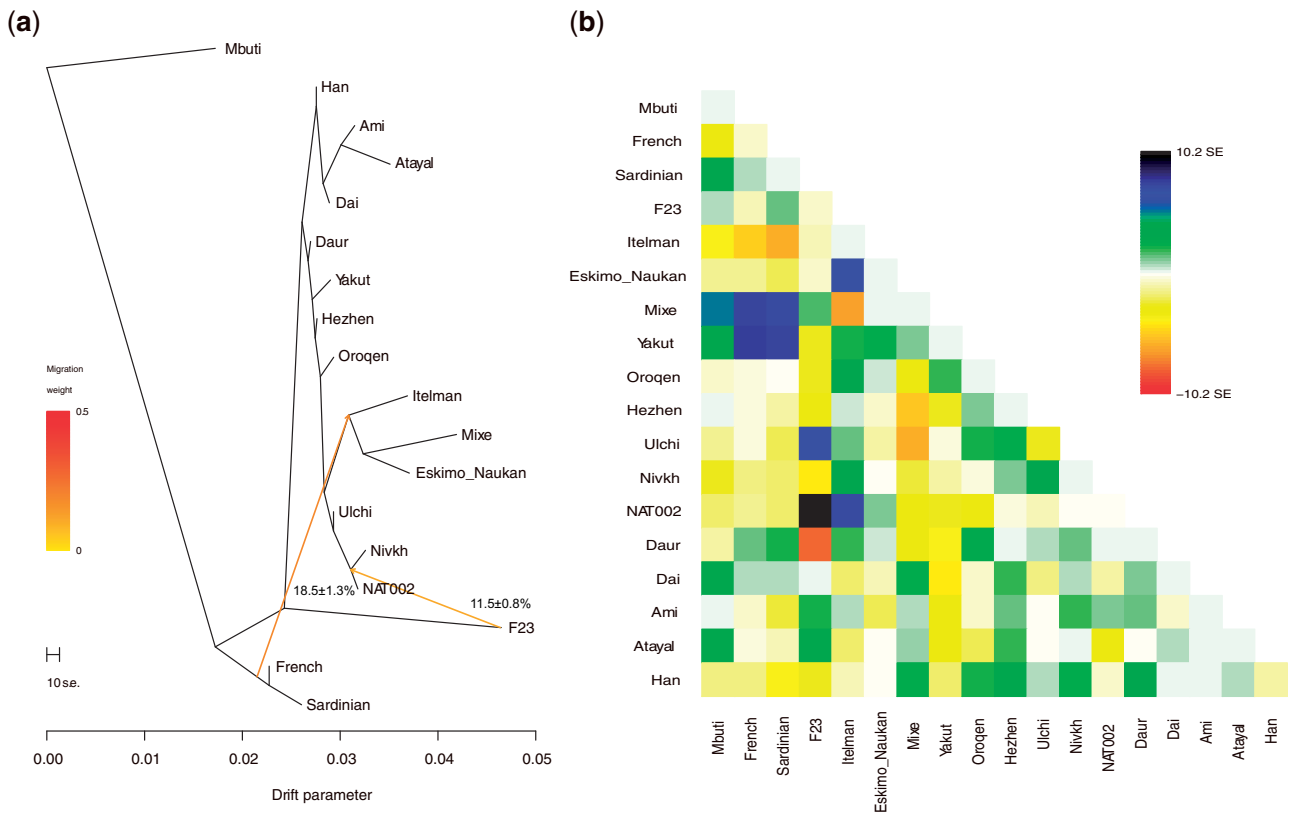 (a)
Mbuti
Han
Ami
Atayal
Dai
Daur
Yakut
Hezhen
Oroqen
Itelman
Mixe
Eskimo_Naukan
Ulchi
Nivkh
NAT002
F23
French
Sardinian
18.5±1.3%
11.5±0.8%
Migration
weight
0.5
0
10 s.e.
0.00 0.01 0.02 0.03 0.04 0.05
Drift parameter
(b)
Mbuti
French
Sardinian
F23
Itelman
Eskimo_Naukan
Mixe
Yakut
Oroqen
Hezhen
Ulchi
Nivkh
NAT002
Daur
Dai
Ami
Atayal
Han
10.2 SE
−10.2 SE
Mbuti
French
Sardinian
F23
Itelman
Eskimo_Naukan
Mixe
Yakut
Oroqen
Hezhen
Ulchi
Nivkh
NAT002
Daur
Dai
Ami
Atayal
Han